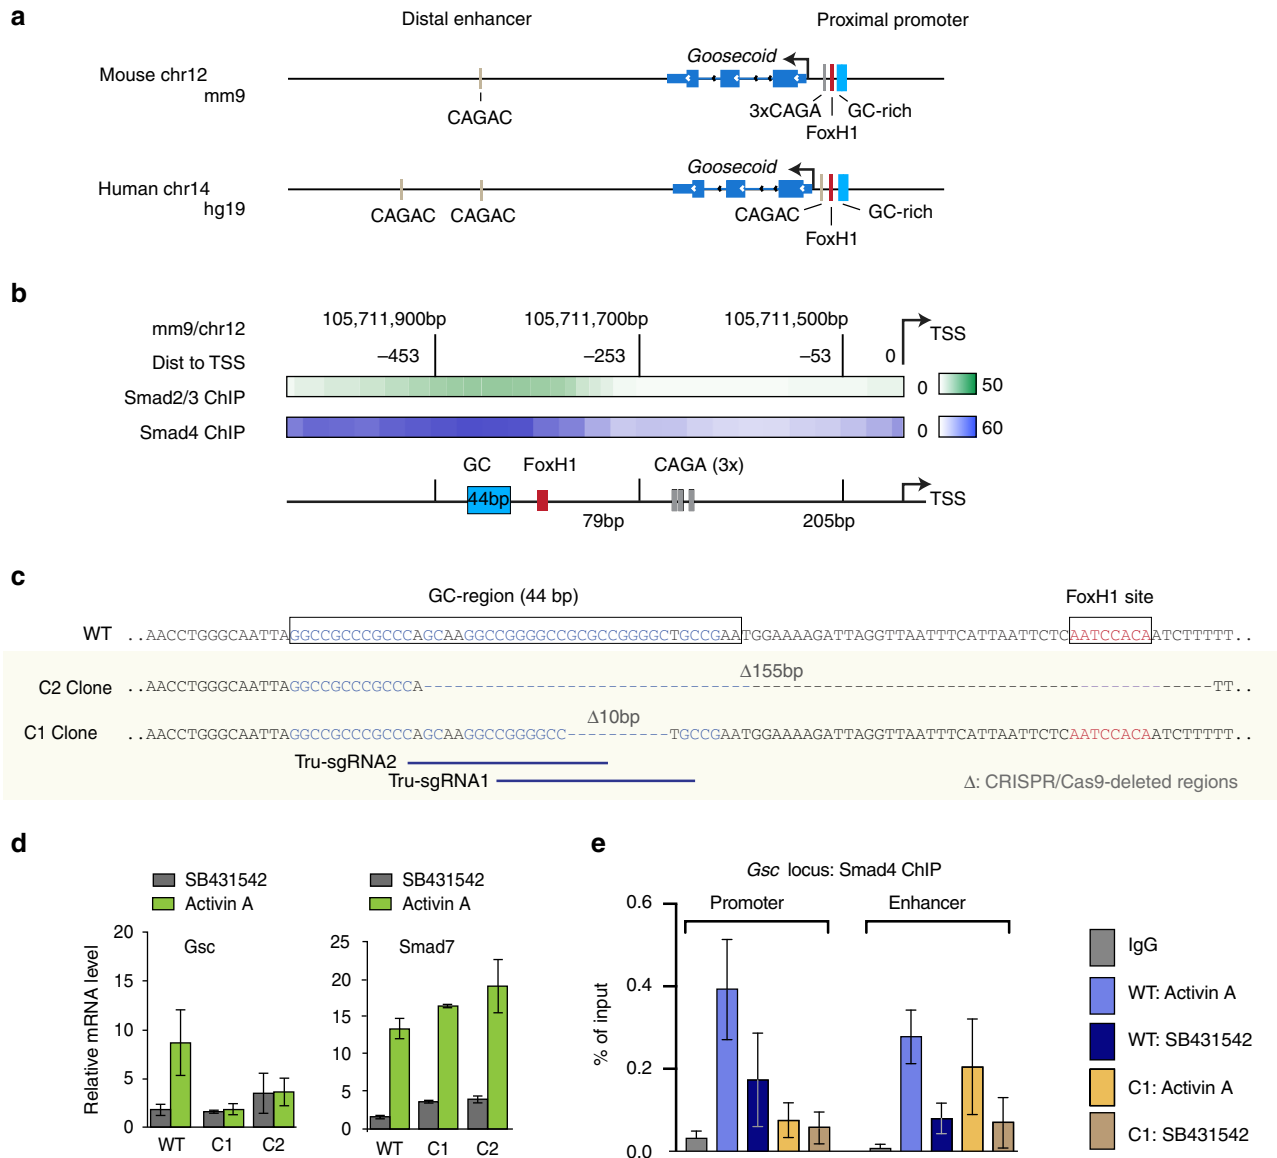 a
Distal enhancer
Proximal promoter
Mouse chr12
mm9
Goosecoid
CAGAC
3xCAGA
GC-rich
FoxH1
Human chr14
hg19
Goosecoid
CAGAC
CAGAC
CAGAC
GC-rich
FoxH1
b
mm9/chr12
105,711,900bp
105,711,700bp
105,711,500bp
TSS
Dist to TSS
–453
–253
–53
0
Smad2/3 ChIP
0
50
Smad4 ChIP
0
60
GC
FoxH1
CAGA (3x)
44bp
79bp
205bp
TSS
c
GC-region (44 bp)
FoxH1 site
WT
..AACCTGGGCAATTAGGCCGCCCGCCCAGCAAGGCCGGGGCCGCGCCGGGGCTGCCGAATGGAAAAGATTAGGTTAATTTCATTAATTCTCAATCCACAATCTTTTT..
Δ155bp
C2 Clone
..AACCTGGGCAATTAGGCCGCCCGCCCA---------------------------------------------------------------------------------------TT..
Δ10bp
C1 Clone
..AACCTGGGCAATTAGGCCGCCCGCCCAGCAAGGCCGGGGCC----------TGCCGAATGGAAAAGATTAGGTTAATTTCATTAATTCTCAATCCACAATCTTTTT..
Tru-sgRNA2
Tru-sgRNA1
Δ: CRISPR/Cas9-deleted regions
d
SB431542
Activin A
Relative mRNA level
Gsc
20
15
10
5
0
WT
C1
C2
SB431542
Activin A
Smad7
25
20
15
10
5
0
WT
C1
C2
e
Gsc locus: Smad4 ChIP
Promoter
Enhancer
% of input
0.6
0.4
0.2
0.0
IgG
WT: Activin A
WT: SB431542
C1: Activin A
C1: SB431542